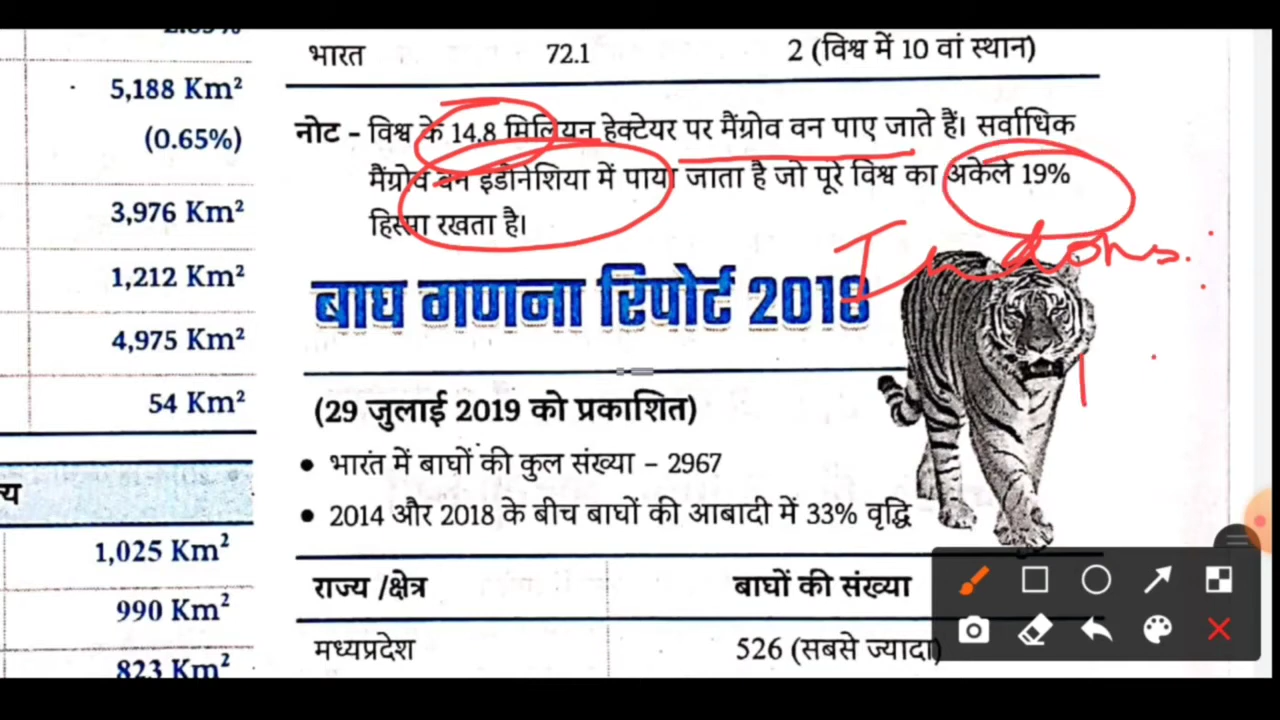 5,188 Km²
(0.65%)
3,976 Km²
1,212 Km²
4,975 Km²
54 Km²
य
1,025 Km²
990 Km²
823 Km²
भारत 72.1 2 (विश्व में 10 वां स्थान)
नोट - विश्व के 14.8 मिलियन हेक्टेयर पर मैंग्रोव वन पाए जाते हैं। सर्वाधिक
मैंग्रोव वन इंडोनेशिया में पाया जाता है जो पूरे विश्व का अकेले 19%
हिस्सा रखता है।
Indons.
बाघ गणना रिपोर्ट 2018
(29 जुलाई 2019 को प्रकाशित)
• भारत में बाघों की कुल संख्या – 2967
• 2014 और 2018 के बीच बाघों की आबादी में 33% वृद्धि
राज्य /क्षेत्र बाघों की संख्या
मध्यप्रदेश 526 (सबसे ज्यादा)